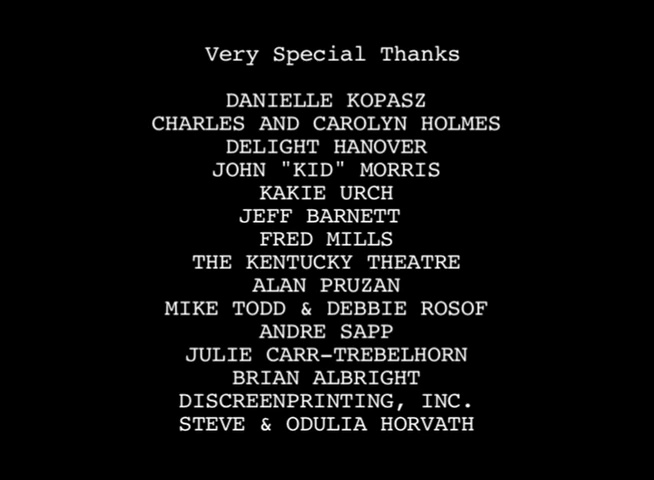 Very Special Thanks
DANIELLE KOPASZ
CHARLES AND CAROLYN HOLMES
DELIGHT HANOVER
JOHN "KID" MORRIS
KAKIE URCH
JEFF BARNETT
FRED MILLS
THE KENTUCKY THEATRE
ALAN PRUZAN
MIKE TODD & DEBBIE ROSOF
ANDRE SAPP
JULIE CARR-TREBELHORN
BRIAN ALBRIGHT
DISCREENPRINTING, INC.
STEVE & ODULIA HORVATH